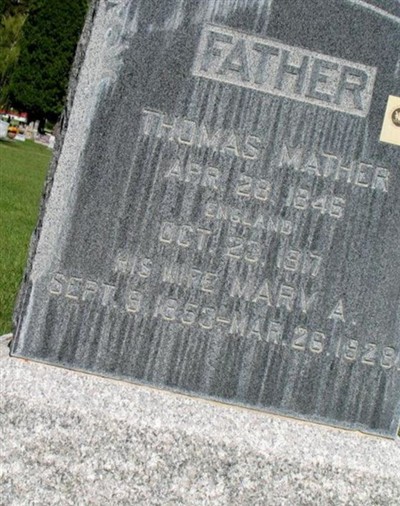 FATHER
THOMAS MATHER
APR. 28. 1846
ENGLAND
OCT. 23. 1917
HIS WIFE MARY A.
SEPT. 9 1853-MAR. 26. 1928.